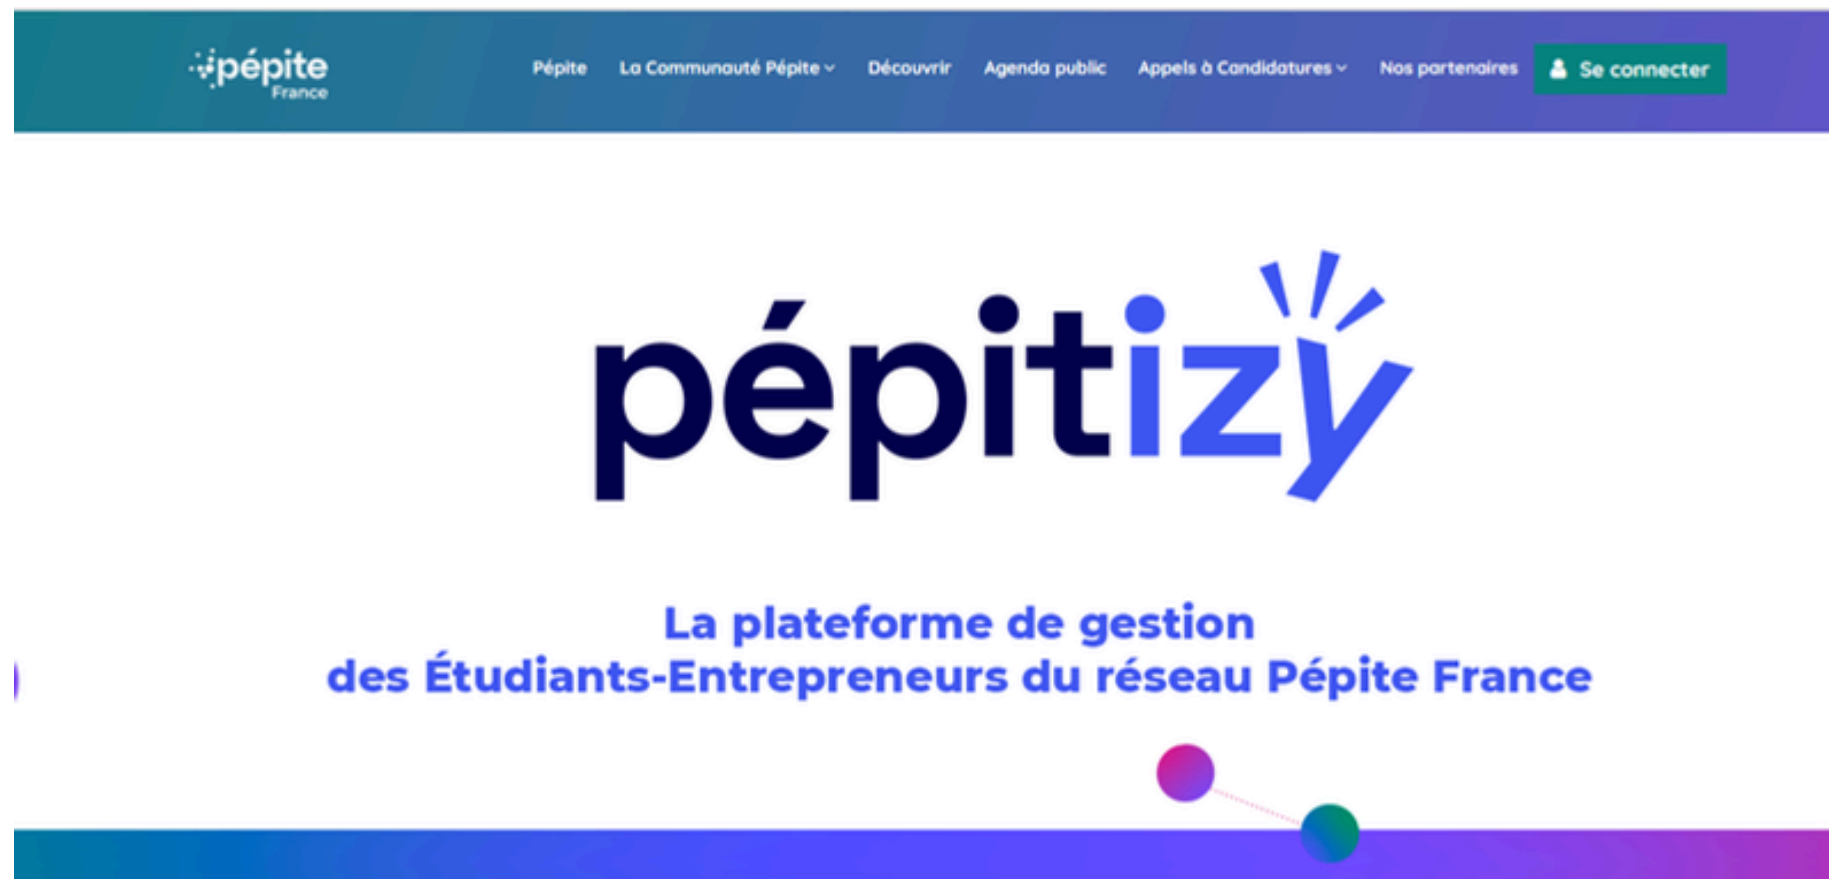 pépite
France
Pépite La Communauté Pépite Découvrir Agenda public Appels à Candidatures Nos partenaires Se connecter
pépitizy
La plateforme de gestion
des Étudiants-Entrepreneurs du réseau Pépite France